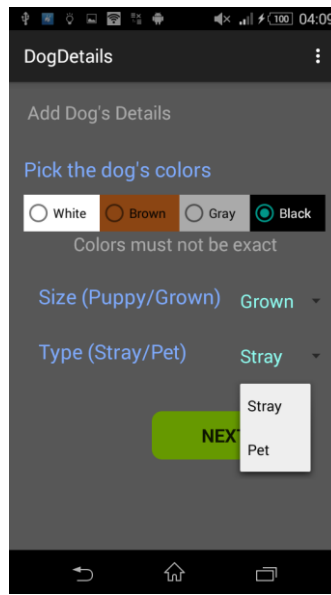 100 04:09
DogDetails
Add Dog's Details
Pick the dog's colors
White Brown Gray Black
Colors must not be exact
Size (Puppy/Grown) Grown
Type (Stray/Pet) Stray
Stray
NEXT
Pet